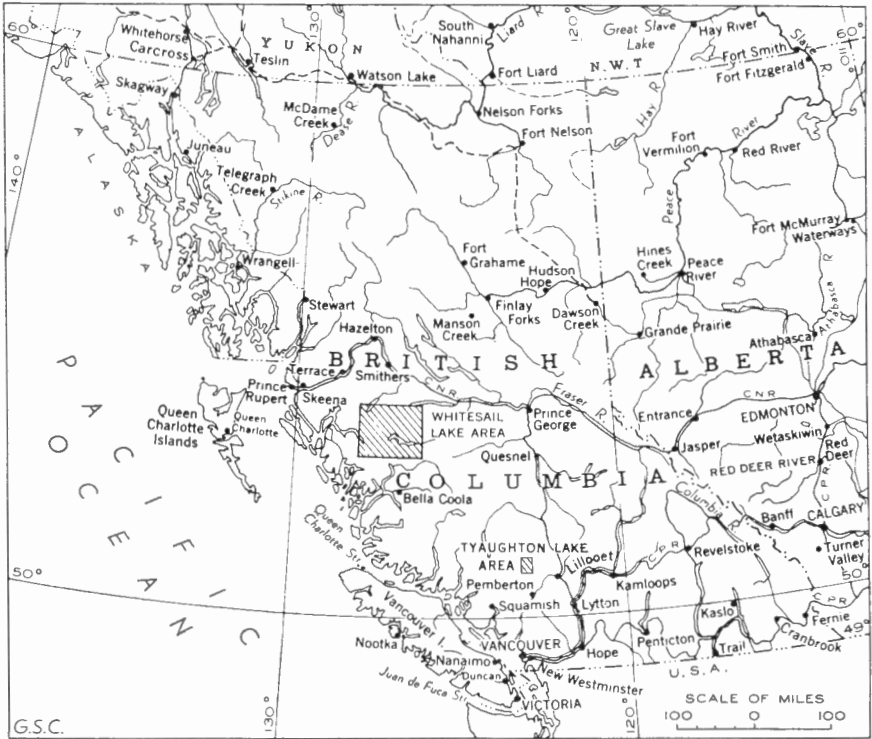 60°
130°
120°
60°
110°
Whitehorse
Carcross
Teslin
YUKON
South
Nahanni
Liard R
Great Slave
Lake
Hay River
Slave R
Fort Smith
Fort Fitzgerald
Skagway
Watson Lake
Fort Liard
N.W.T
McDame
Creek
Dease R
Nelson Forks
Hay R
Fort Nelson
Fort
Vermilion
River
Red River
Juneau
140°
ALASKA
Telegraph
Creek
Stikine R
Peace
Fort McMurray
Waterways
Wrangell
Fort
Grahame
Hudson
Hope
Hines
Creek
Peace
River
Stewart
Finlay
Forks
Manson
Creek
Dawson
Creek
Grande Prairie
Athabasca R
Athabasca
Hazelton
BRITISH
ALBERTA
Terrace
Smithers
Prince
Rupert
Skeena
C N R
Fraser R
C N R
Queen
Charlotte
Islands
Queen
Charlotte
WHITESAIL
LAKE AREA
Prince
George
Entrance
EDMONTON
Wetaskiwin
Jasper
Red
Deer
RED DEER RIVER
Quesnel
COLUMBIA
Bella Coola
Columbia R
C P R
Banff
CALGARY
PACIFIC
OCEAN
Queen
Charlotte Str.
TYAUGHTON LAKE
AREA
Lillooet
C P R
Revelstoke
Turner
Valley
50°
50°
Pemberton
Kamloops
Squamish
Lytton
Kaslo
C P R
Fernie
Vancouver I.
Nootka
VANCOUVER
Hope
Penticton
Trail
Cranbrook
49°
Nanaimo
New Westminster
U.S.A.
Duncan
Juan de Fuca Str.
VICTORIA
SCALE OF MILES
100 0 100
G.S.C.
130°
120°